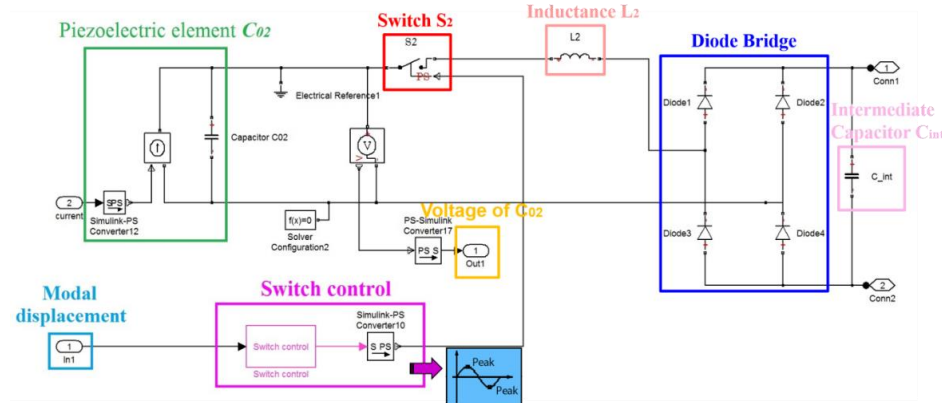 Piezoelectric element C02
Switch S2
Inductance L2
Diode Bridge
S2
L2
PS
Electrical Reference1
Capacitor C02
V
V
Diode1
Diode2
1
Conn1
Intermediate
Capacitor Cint
C_int
2
current
S PS
Simulink-PS
Converter12
f(x)=0
Solver
Configuration2
Voltage of C02
PS-Simulink
Converter17
PS S
1
Out1
Diode3
Diode4
2
Conn2
Modal
displacement
1
In1
Switch control
Switch control
Switch control
Simulink-PS
Converter10
S PS
Peak
Peak